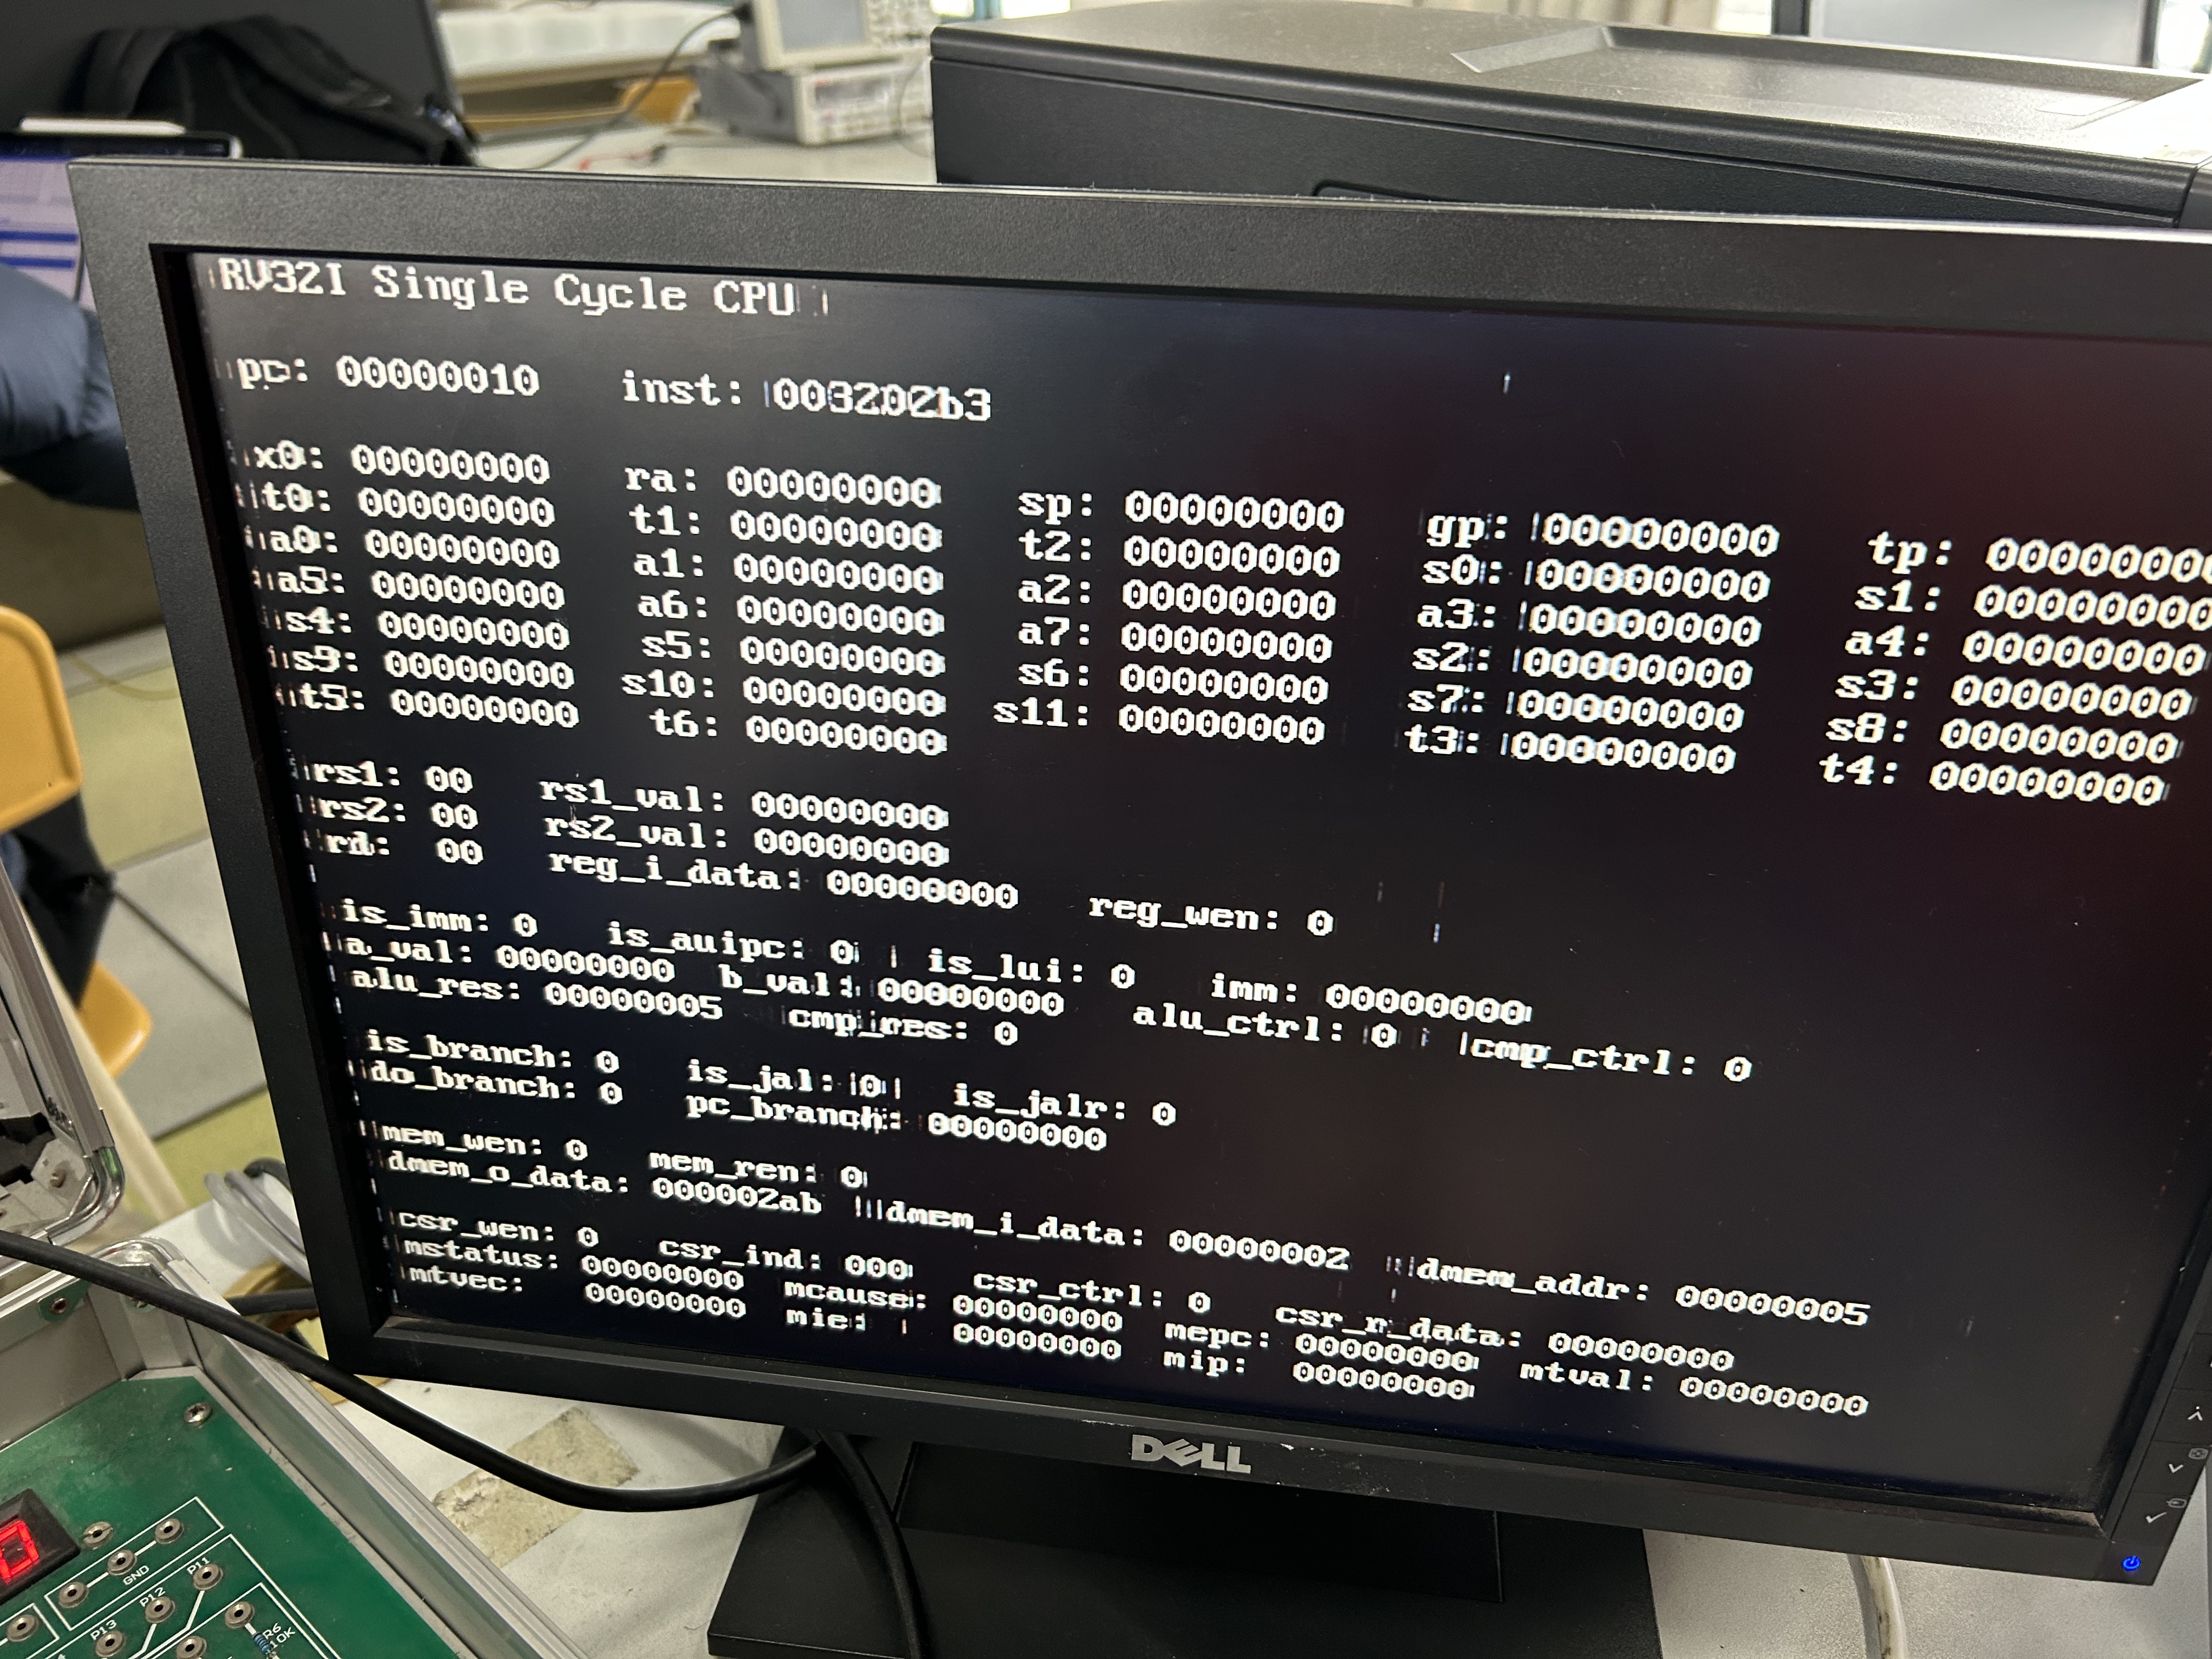 RV32I Single Cycle CPU
pc: 00000010 inst: 003202b3
x0: 00000000 ra: 00000000 sp: 00000000 gp: 00000000 tp: 0000000
t0: 00000000 t1: 00000000 t2: 00000000 s0: 00000000 s1: 00000000
a0: 00000000 a1: 00000000 a2: 00000000 a3: 00000000 a4: 00000000
a5: 00000000 a6: 00000000 a7: 00000000 s2: 00000000 s3: 00000000
s4: 00000000 s5: 00000000 s6: 00000000 s7: 00000000 s8: 00000000
s9: 00000000 s10: 00000000 s11: 00000000 t3: 00000000 t4: 00000000
t5: 00000000 t6: 00000000
rs1: 00 rs1_val: 00000000
rs2: 00 rs2_val: 00000000
rd: 00 reg_i_data: 00000000 reg_wen: 0
is_imm: 0 is_auipc: 0 is_lui: 0 imm: 00000000
a_val: 00000000 b_val: 00000000 alu_ctrl: 0 cmp_ctrl: 0
alu_res: 00000005 cmp_res: 0
is_branch: 0 is_jal: 0 is_jalr: 0
do_branch: 0 pc_branch: 00000000
mem_wen: 0 mem_ren: 0
dmem_o_data: 000002ab dmem_i_data: 00000002 dmem_addr: 00000005
csr_wen: 0 csr_ind: 000 csr_ctrl: 0 csr_r_data: 00000000
mstatus: 00000000 mcause: 00000000 mepc: 00000000 mtval: 00000000
mtvec: 00000000 mie: 00000000 mip: 00000000
DELL
GND
P11
P12
P13
R6
10K